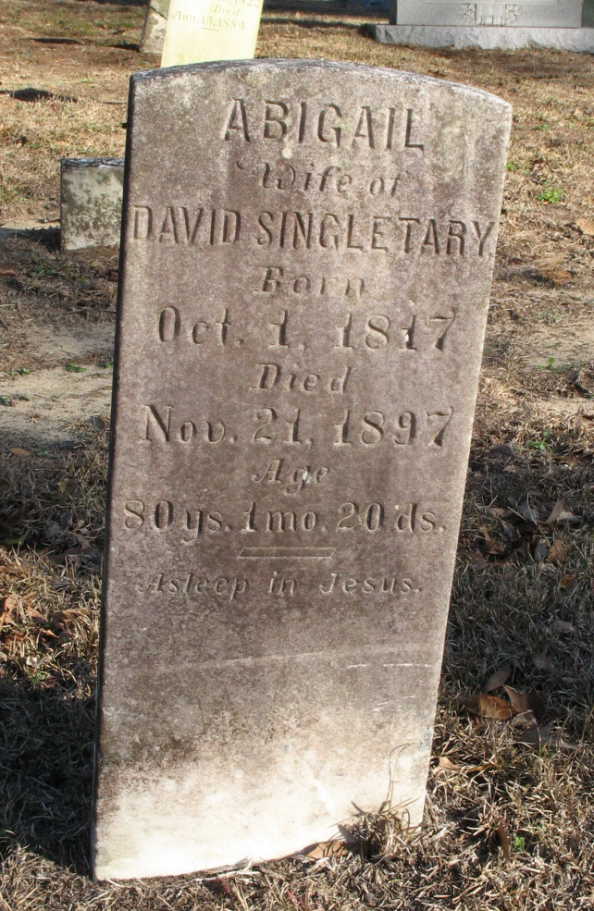 ABIGAIL
Wife of
DAVID SINGLETARY
Born
Oct. 1, 1817
Died
Nov. 21, 1897
Age
80 ys. 1 mo. 20 ds.
Asleep in Jesus.